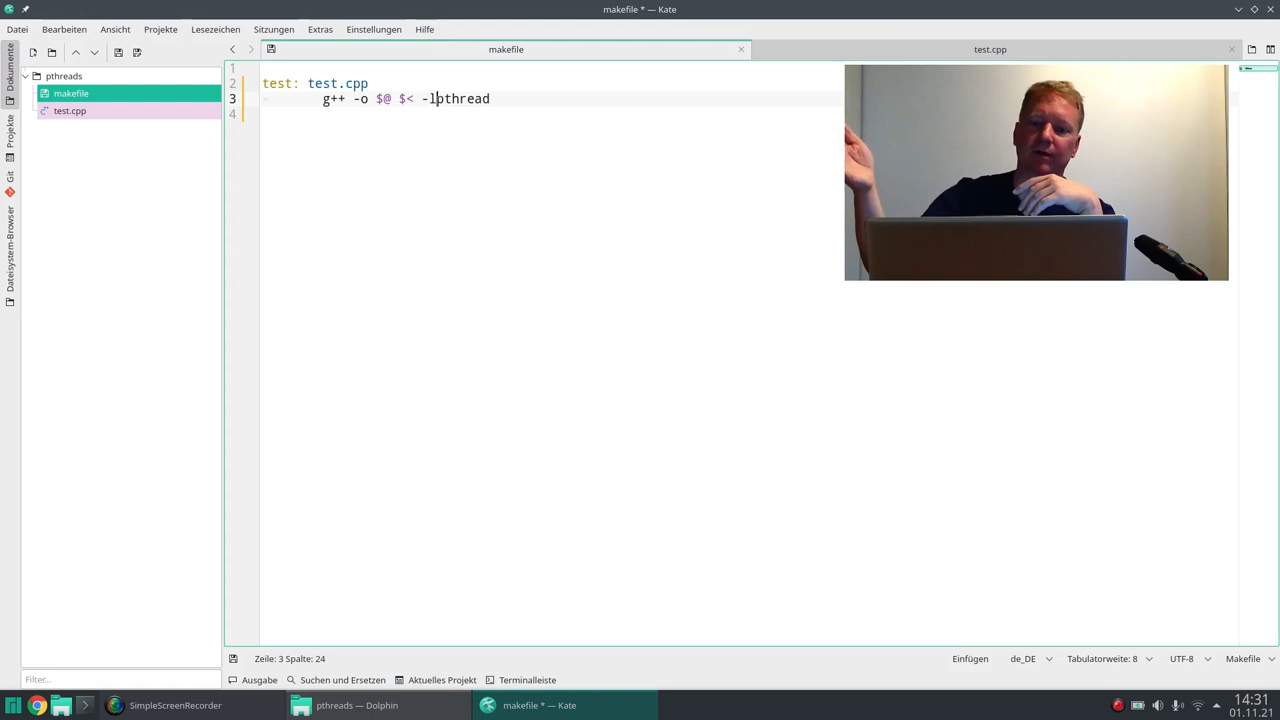 makefile * — Kate
Datei Bearbeiten Ansicht Projekte Lesezeichen Sitzungen Extras Einstellungen Hilfe
makefile
test.cpp
Dokumente
Projekte
Git
Dateisystem-Browser
pthreads
makefile
test.cpp
Filter...
1
2 test: test.cpp
3 g++ -o $@ $< -lpthread
4
Zeile: 3 Spalte: 24 Einfügen de_DE Tabulatorweite: 8 UTF-8 Makefile
Ausgabe Suchen und Ersetzen Aktuelles Projekt Terminalleiste
SimpleScreenRecorder pthreads — Dolphin makefile * — Kate
14:31
01.11.21